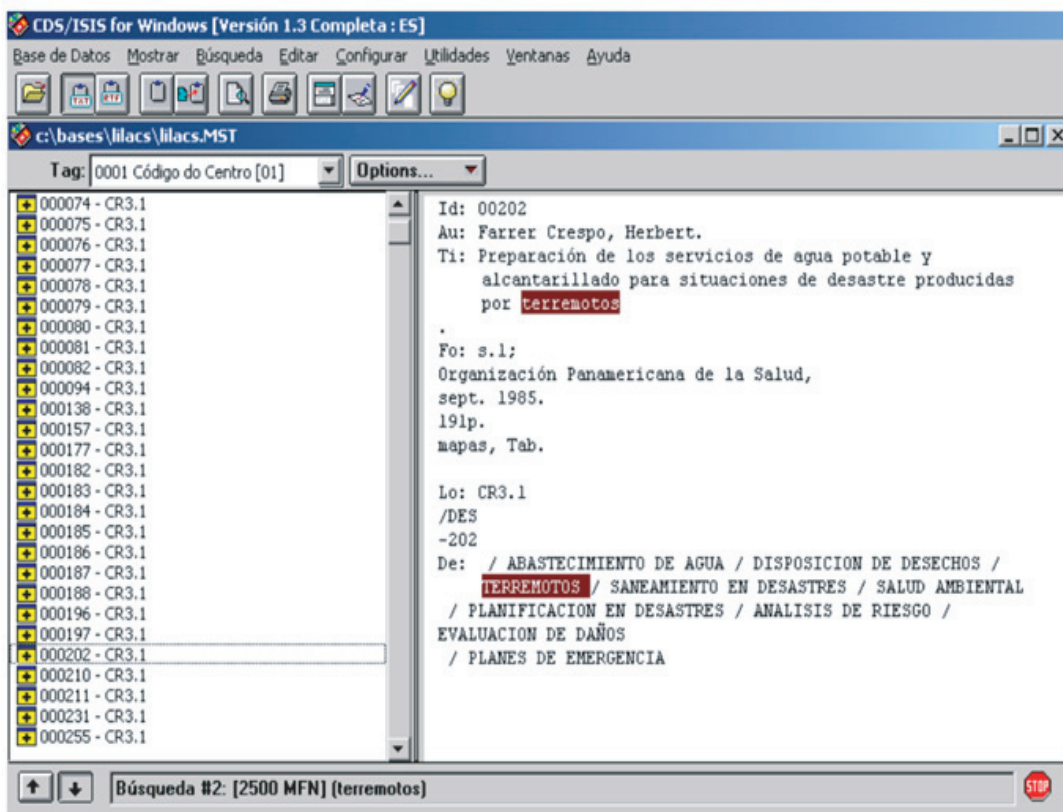 CDS/ISIS for Windows [Versión 1.3 Completa : ES]
Base de Datos Mostrar Búsqueda Editar Configurar Utilidades Ventanas Ayuda
TXT RTF
c:\bases\lilacs\lilacs.MST
Tag: 0001 Código do Centro [01] Options...
000074 - CR3.1
000075 - CR3.1
000076 - CR3.1
000077 - CR3.1
000078 - CR3.1
000079 - CR3.1
000080 - CR3.1
000081 - CR3.1
000082 - CR3.1
000094 - CR3.1
000138 - CR3.1
000157 - CR3.1
000177 - CR3.1
000182 - CR3.1
000183 - CR3.1
000184 - CR3.1
000185 - CR3.1
000186 - CR3.1
000187 - CR3.1
000188 - CR3.1
000196 - CR3.1
000197 - CR3.1
000202 - CR3.1
000210 - CR3.1
000211 - CR3.1
000231 - CR3.1
000255 - CR3.1
Id: 00202
Au: Farrer Crespo, Herbert.
Ti: Preparación de los servicios de agua potable y
alcantarillado para situaciones de desastre producidas
por terremotos
.
Fo: s.l;
Organización Panamericana de la Salud,
sept. 1985.
191p.
mapas, Tab.
Lo: CR3.1
/DES
-202
De: / ABASTECIMIENTO DE AGUA / DISPOSICION DE DESECHOS /
TERREMOTOS / SANEAMIENTO EN DESASTRES / SALUD AMBIENTAL
/ PLANIFICACION EN DESASTRES / ANALISIS DE RIESGO /
EVALUACION DE DAÑOS
/ PLANES DE EMERGENCIA
Búsqueda #2: [2500 MFN] (terremotos)
STOP